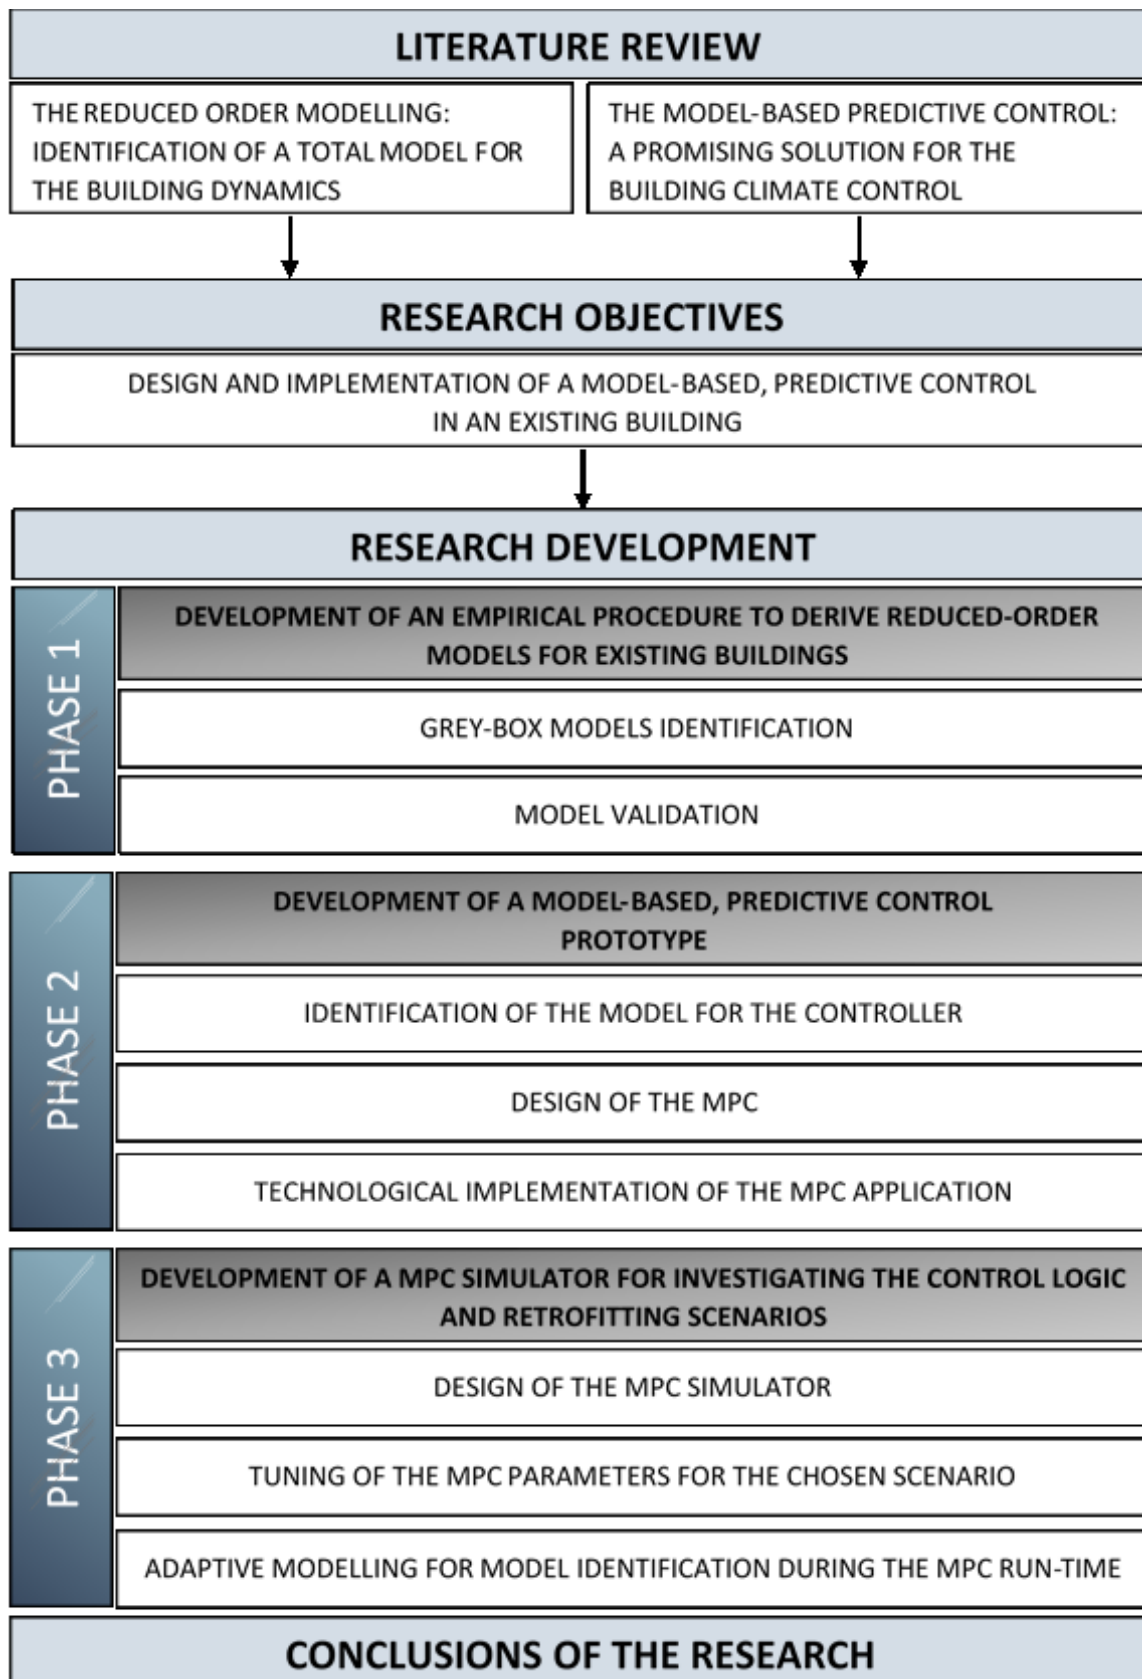 LITERATURE REVIEW
THE REDUCED ORDER MODELLING:
IDENTIFICATION OF A TOTAL MODEL FOR
THE BUILDING DYNAMICS
THE MODEL-BASED PREDICTIVE CONTROL:
A PROMISING SOLUTION FOR THE
BUILDING CLIMATE CONTROL
RESEARCH OBJECTIVES
DESIGN AND IMPLEMENTATION OF A MODEL-BASED, PREDICTIVE CONTROL
IN AN EXISTING BUILDING
RESEARCH DEVELOPMENT
PHASE 1
DEVELOPMENT OF AN EMPIRICAL PROCEDURE TO DERIVE REDUCED-ORDER
MODELS FOR EXISTING BUILDINGS
GREY-BOX MODELS IDENTIFICATION
MODEL VALIDATION
PHASE 2
DEVELOPMENT OF A MODEL-BASED, PREDICTIVE CONTROL
PROTOTYPE
IDENTIFICATION OF THE MODEL FOR THE CONTROLLER
DESIGN OF THE MPC
TECHNOLOGICAL IMPLEMENTATION OF THE MPC APPLICATION
PHASE 3
DEVELOPMENT OF A MPC SIMULATOR FOR INVESTIGATING THE CONTROL LOGIC
AND RETROFITTING SCENARIOS
DESIGN OF THE MPC SIMULATOR
TUNING OF THE MPC PARAMETERS FOR THE CHOSEN SCENARIO
ADAPTIVE MODELLING FOR MODEL IDENTIFICATION DURING THE MPC RUN-TIME
CONCLUSIONS OF THE RESEARCH